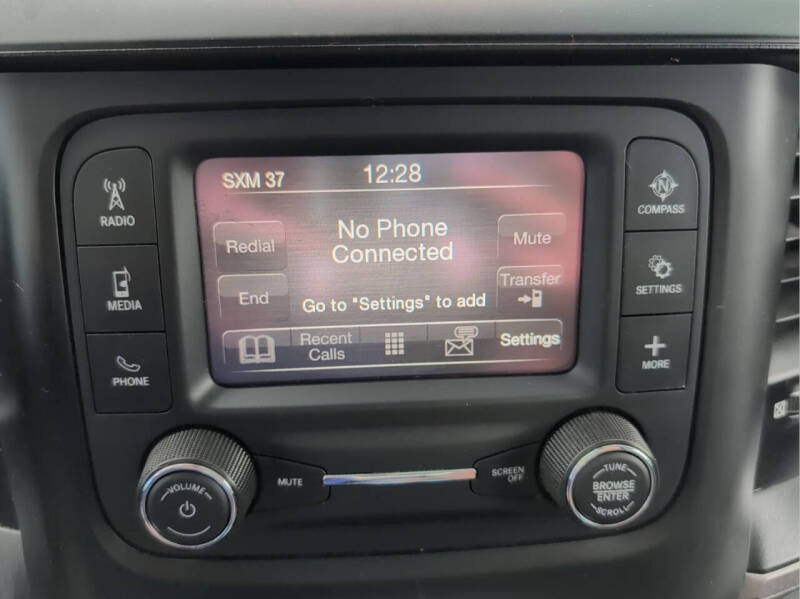 SXM 37
12:28
No Phone
Connected
Redial
Mute
End
Go to "Settings" to add
Transfer
Recent
Calls
Settings
RADIO
MEDIA
PHONE
N
COMPASS
SETTINGS
MORE
VOLUME
MUTE
SCREEN
OFF
TUNE
BROWSE
ENTER
SCROLL